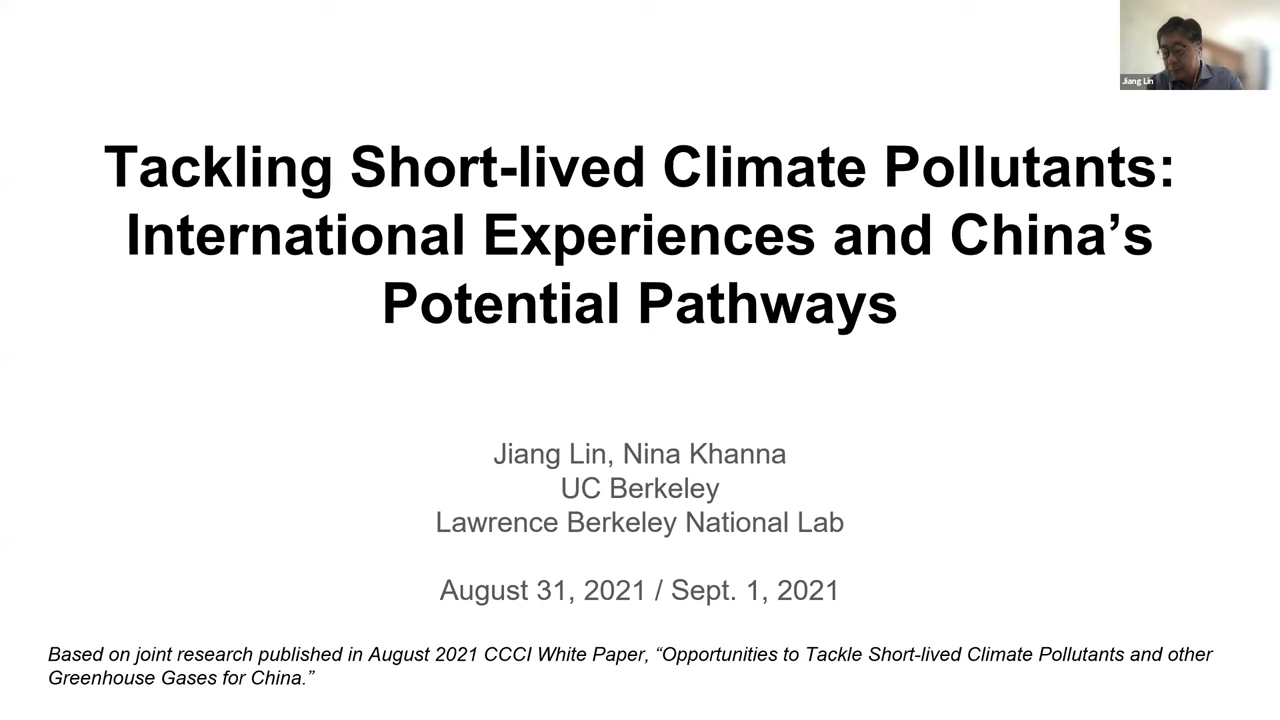 Jiang Lin
Tackling Short-lived Climate Pollutants:
International Experiences and China’s
Potential Pathways
Jiang Lin, Nina Khanna
UC Berkeley
Lawrence Berkeley National Lab
August 31, 2021 / Sept. 1, 2021
Based on joint research published in August 2021 CCCI White Paper, “Opportunities to Tackle Short-lived Climate Pollutants and other
Greenhouse Gases for China.”